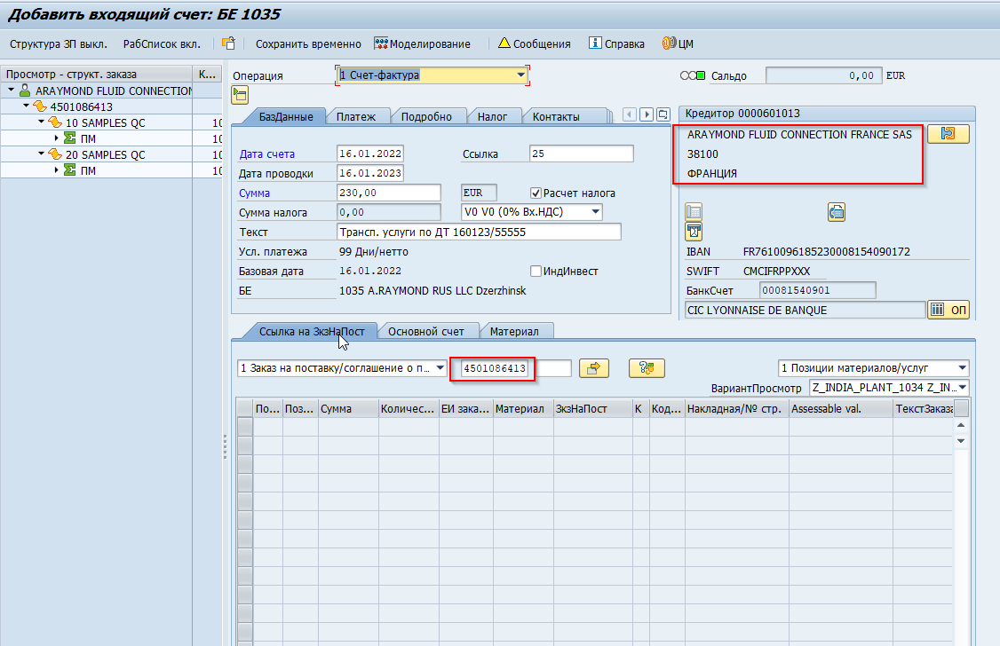 Добавить входящий счет: БЕ 1035
Структура ЗП выкл. РабСписок вкл. Сохранить временно Моделирование Сообщения Справка ЦМ
Просмотр - структ. заказа К...
ARAYMOND FLUID CONNECTION
4501086413
10 SAMPLES QC 10
ПМ 10
20 SAMPLES QC 10
ПМ 10
Операция 1 Счет-фактура Сальдо 0,00 EUR
БазДанные Платеж Подробно Налог Контакты
Дата счета 16.01.2022 Ссылка 25
Дата проводки 16.01.2023
Сумма 230,00 EUR Расчет налога
Сумма налога 0,00 V0 V0 (0% Вх.НДС)
Текст Трансп. услуги по ДТ 160123/55555
Усл. платежа 99 Дни/нетто
Базовая дата 16.01.2022 ИндИнвест
БЕ 1035 A.RAYMOND RUS LLC Dzerzhinsk
Кредитор 0000601013
ARAYMOND FLUID CONNECTION FRANCE SAS
38100
ФРАНЦИЯ
IBAN FR7610096185230008154090172
SWIFT CMCIFRPPXXX
БанкСчет 00081540901
CIC LYONNAISE DE BANQUE ОП
Ссылка на ЗкзНаПост Основной счет Материал
1 Заказ на поставку/соглашение о п... 4501086413 1 Позиции материалов/услуг
ВариантПросмотр Z_INDIA_PLANT_1034 Z_IN...
По... Поз... Сумма Количес... ЕИ зака... Материал ЗкзНаПост К Код... Накладная/№ стр. Assessable val. ТекстЗаказа